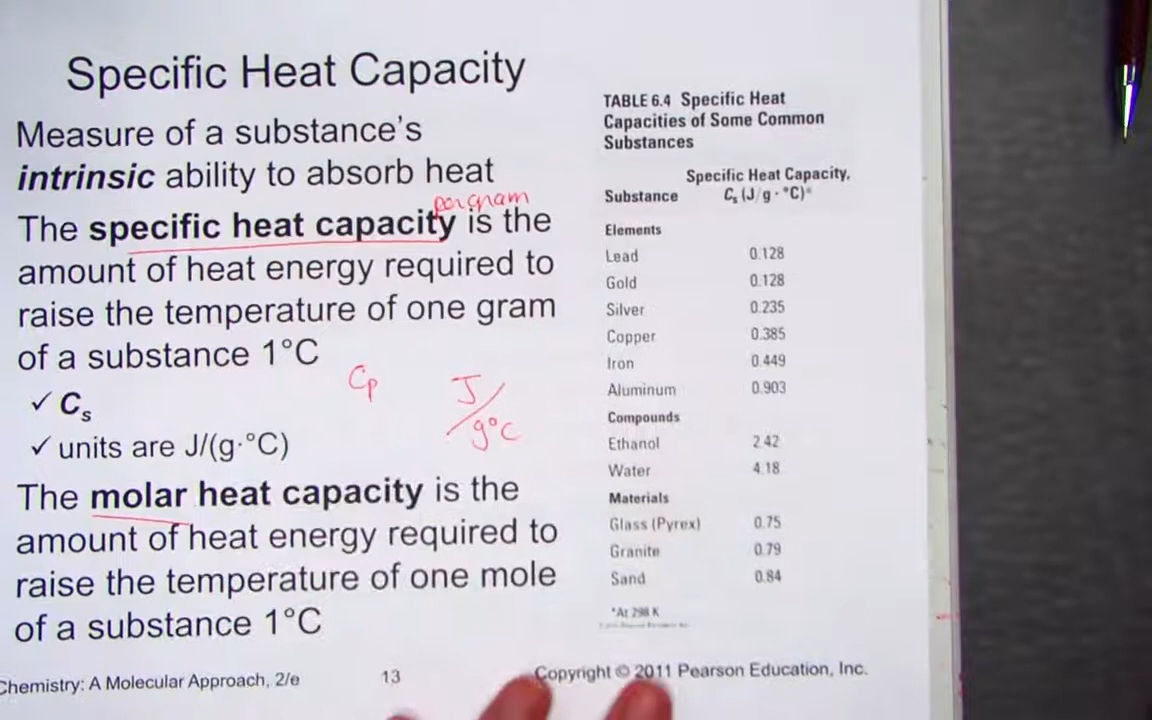 Specific Heat Capacity
Measure of a substance's
intrinsic ability to absorb heat
per gram
The specific heat capacity is the
amount of heat energy required to
raise the temperature of one gram
of a substance 1°C
Cp
J/g°C
✓ Cs
✓ units are J/(g·°C)
The molar heat capacity is the
amount of heat energy required to
raise the temperature of one mole
of a substance 1°C
TABLE 6.4 Specific Heat
Capacities of Some Common
Substances
Specific Heat Capacity,
Substance Cs (J/g · °C)*
Elements
Lead 0.128
Gold 0.128
Silver 0.235
Copper 0.385
Iron 0.449
Aluminum 0.903
Compounds
Ethanol 2.42
Water 4.18
Materials
Glass (Pyrex) 0.75
Granite 0.79
Sand 0.84
*At 298 K
Chemistry: A Molecular Approach, 2/e
13
Copyright © 2011 Pearson Education, Inc.